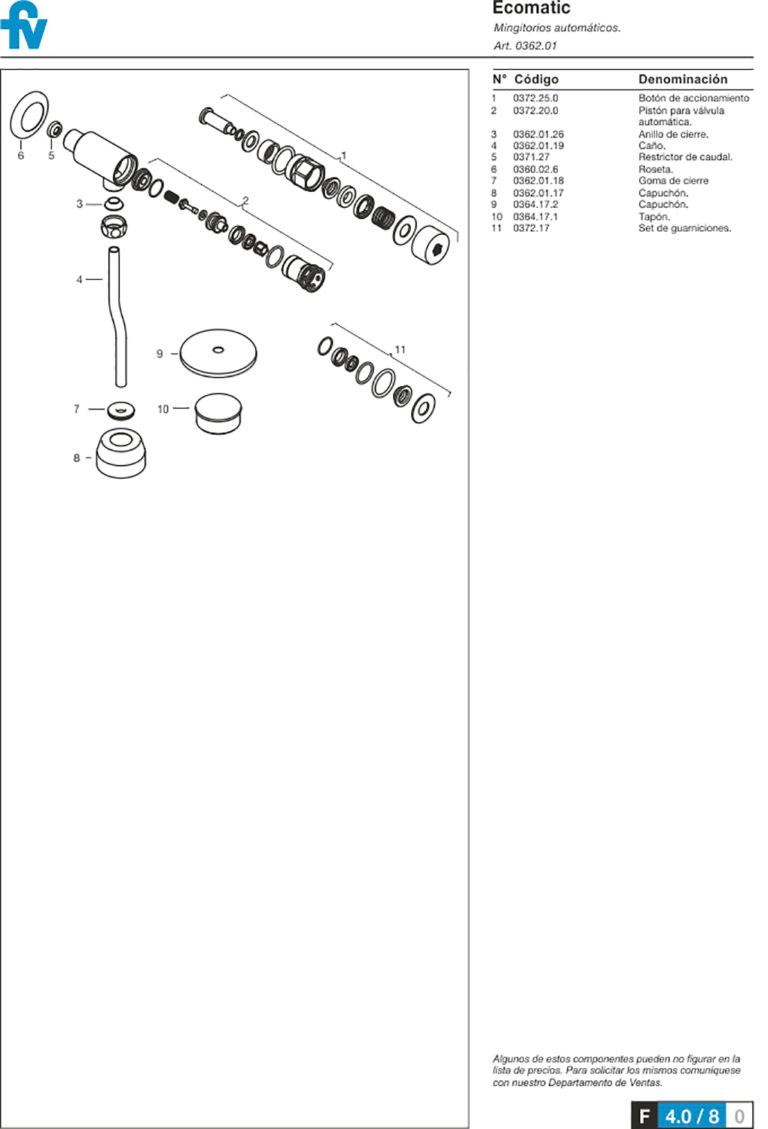 fv
Ecomatic
Mingitorios automáticos.
Art. 0362.01
N° Código Denominación
1 0372.25.0 Botón de accionamiento
2 0372.20.0 Pistón para válvula
automática.
3 0362.01.26 Anillo de cierre.
4 0362.01.19 Caño.
5 0371.27 Restrictor de caudal.
6 0360.02.6 Roseta.
7 0362.01.18 Goma de cierre
8 0362.01.17 Capuchón.
9 0364.17.2 Capuchón.
10 0364.17.1 Tapón.
11 0372.17 Set de guarniciones.
6
5
1
2
3
4
9
11
7
10
8
Algunos de estos componentes pueden no figurar en la
lista de precios. Para solicitar los mismos comuníquese
con nuestro Departamento de Ventas.
F 4.0 / 8 0